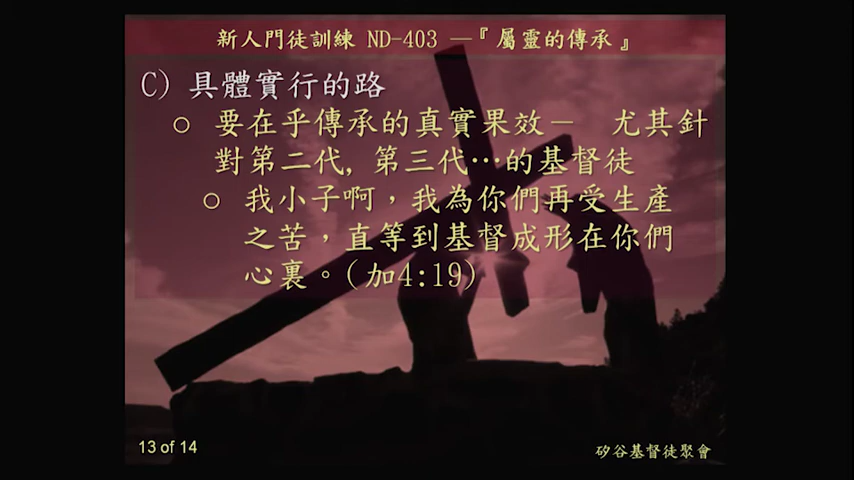 新人門徒訓練 ND-403 —『屬靈的傳承』
C) 具體實行的路
○ 要在乎傳承的真實果效— 尤其針
對第二代, 第三代…的基督徒
○ 我小子啊，我為你們再受生產
之苦，直等到基督成形在你們
心裏。(加4:19)
13 of 14
矽谷基督徒聚會